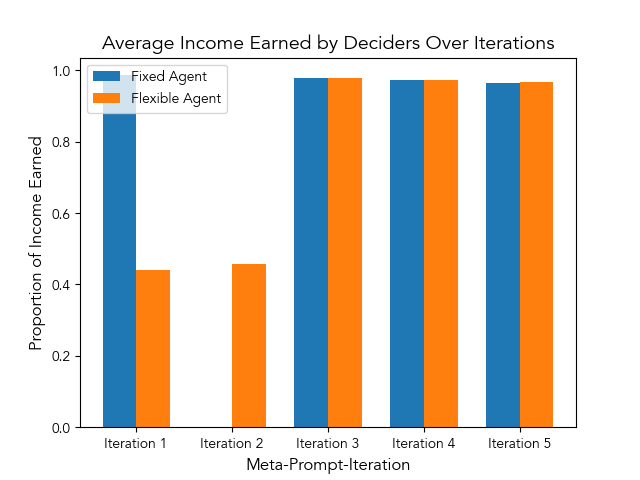 Average Income Earned by Deciders Over Iterations
Fixed Agent
Flexible Agent
Proportion of Income Earned
1.0
0.8
0.6
0.4
0.2
0.0
Iteration 1
Iteration 2
Iteration 3
Iteration 4
Iteration 5
Meta-Prompt-Iteration